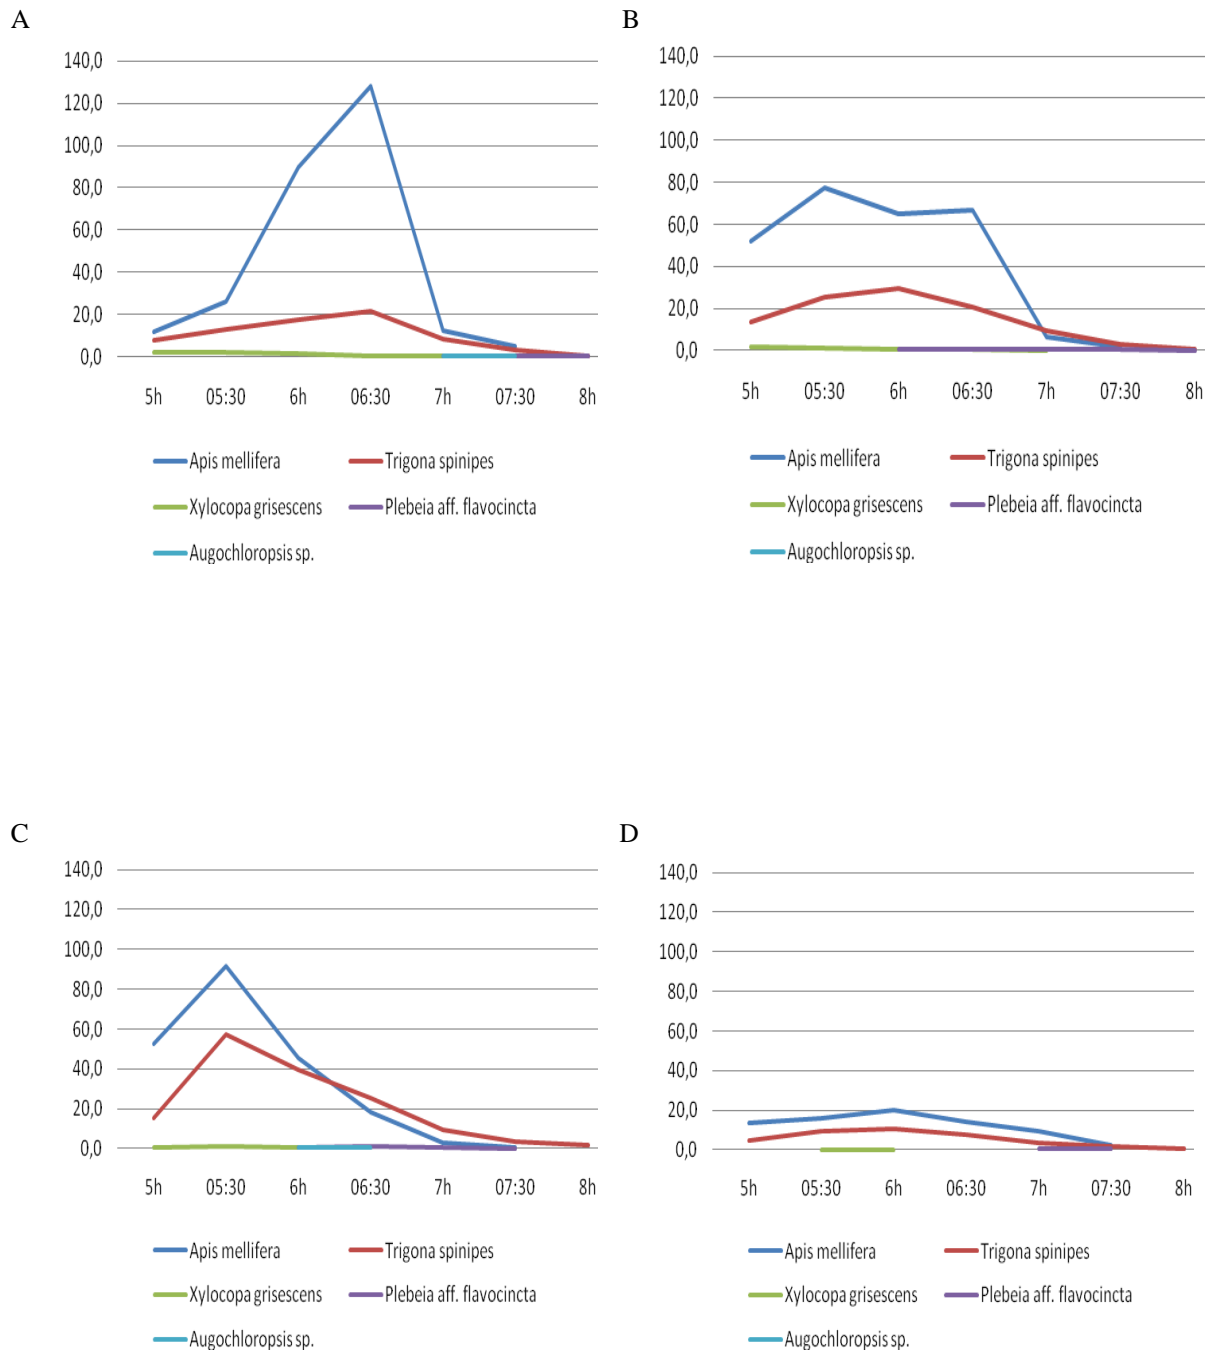 A
140,0
120,0
100,0
80,0
60,0
40,0
20,0
0,0
5h 05:30 6h 06:30 7h 07:30 8h
Apis mellifera Trigona spinipes
Xylocopa grisescens Plebeia aff. flavocincta
Augochloropsis sp.
B
140,0
120,0
100,0
80,0
60,0
40,0
20,0
0,0
5h 05:30 6h 06:30 7h 07:30 8h
Apis mellifera Trigona spinipes
Xylocopa grisescens Plebeia aff. flavocincta
Augochloropsis sp.
C
140,0
120,0
100,0
80,0
60,0
40,0
20,0
0,0
5h 05:30 6h 06:30 7h 07:30 8h
Apis mellifera Trigona spinipes
Xylocopa grisescens Plebeia aff. flavocincta
Augochloropsis sp.
D
140,0
120,0
100,0
80,0
60,0
40,0
20,0
0,0
5h 05:30 6h 06:30 7h 07:30 8h
Apis mellifera Trigona spinipes
Xylocopa grisescens Plebeia aff. flavocincta
Augochloropsis sp.